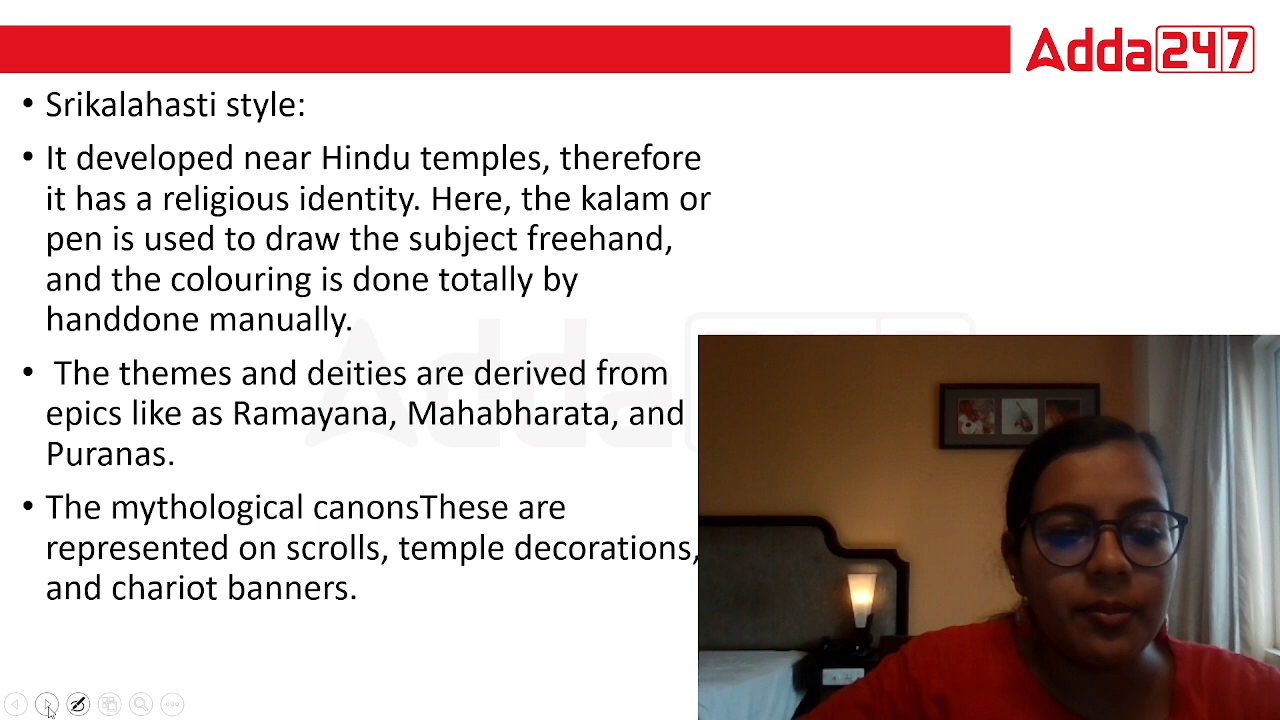 Adda247
• Srikalahasti style:
• It developed near Hindu temples, therefore
it has a religious identity. Here, the kalam or
pen is used to draw the subject freehand,
and the colouring is done totally by
handdone manually.
• The themes and deities are derived from
epics like as Ramayana, Mahabharata, and
Puranas.
• The mythological canonsThese are
represented on scrolls, temple decorations,
and chariot banners.
Adda247